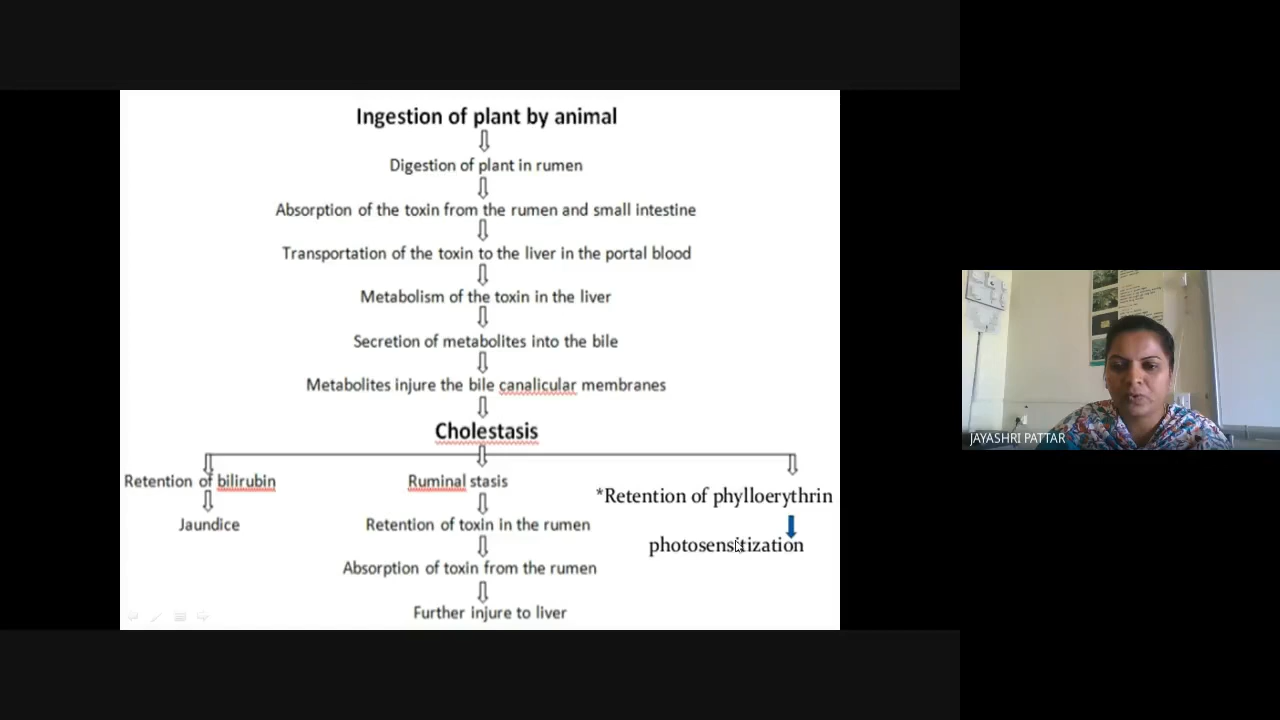 Ingestion of plant by animal
Digestion of plant in rumen
Absorption of the toxin from the rumen and small intestine
Transportation of the toxin to the liver in the portal blood
Metabolism of the toxin in the liver
Secretion of metabolites into the bile
Metabolites injure the bile canalicular membranes
Cholestasis
Retention of bilirubin
Jaundice
Ruminal stasis
Retention of toxin in the rumen
Absorption of toxin from the rumen
Further injure to liver
*Retention of phylloerythrin
photosensitization
JAYASHRI PATTAR